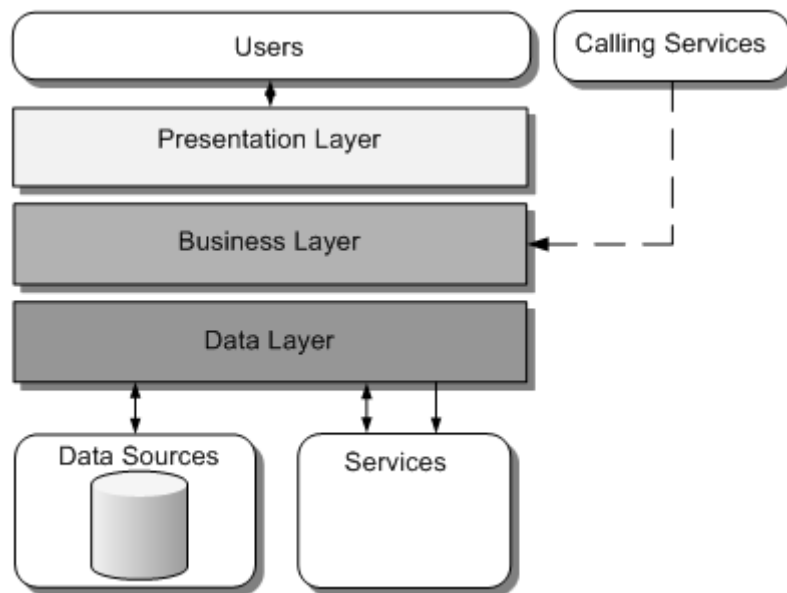 Users
Calling Services
Presentation Layer
Business Layer
Data Layer
Data Sources
Services